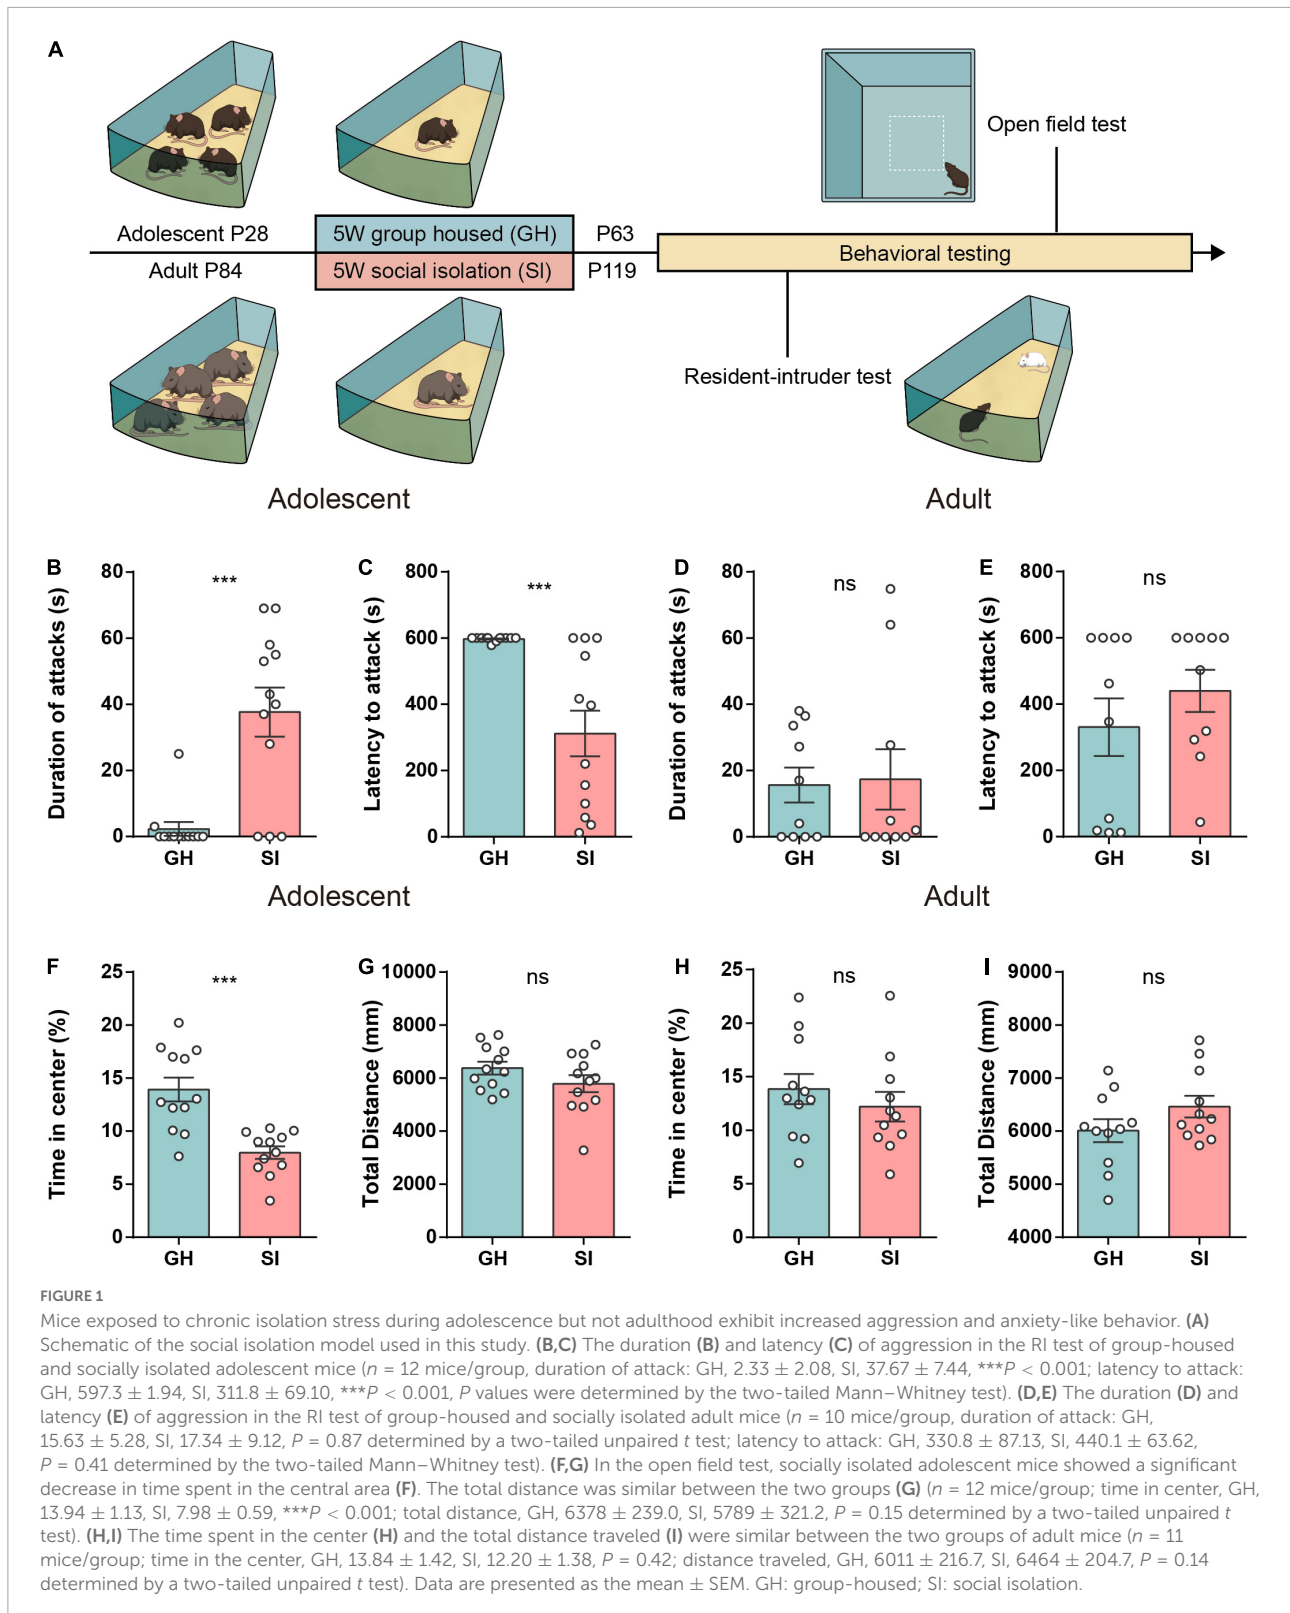 A
Open field test
Adolescent P28
5W group housed (GH)
P63
Adult P84
5W social isolation (SI)
P119
Behavioral testing
Resident-intruder test
Adolescent
Adult
B
Duration of attacks (s)
80
60
40
20
0
***
GH
SI
C
Latency to attack (s)
800
600
400
200
0
***
GH
SI
D
Duration of attacks (s)
80
60
40
20
0
ns
GH
SI
E
Latency to attack (s)
800
600
400
200
0
ns
GH
SI
Adolescent
Adult
F
Time in center (%)
25
20
15
10
5
0
***
GH
SI
G
Total Distance (mm)
10000
8000
6000
4000
2000
0
ns
GH
SI
H
Time in center (%)
25
20
15
10
5
0
ns
GH
SI
I
Total Distance (mm)
9000
8000
7000
6000
5000
4000
ns
GH
SI
FIGURE 1
Mice exposed to chronic isolation stress during adolescence but not adulthood exhibit increased aggression and anxiety-like behavior. (A)
Schematic of the social isolation model used in this study. (B,C) The duration (B) and latency (C) of aggression in the RI test of group-housed
and socially isolated adolescent mice (n = 12 mice/group, duration of attack: GH, 2.33 ± 2.08, SI, 37.67 ± 7.44, ***P < 0.001; latency to attack:
GH, 597.3 ± 1.94, SI, 311.8 ± 69.10, ***P < 0.001, P values were determined by the two-tailed Mann–Whitney test). (D,E) The duration (D) and
latency (E) of aggression in the RI test of group-housed and socially isolated adult mice (n = 10 mice/group, duration of attack: GH,
15.63 ± 5.28, SI, 17.34 ± 9.12, P = 0.87 determined by a two-tailed unpaired t test; latency to attack: GH, 330.8 ± 87.13, SI, 440.1 ± 63.62,
P = 0.41 determined by the two-tailed Mann–Whitney test). (F,G) In the open field test, socially isolated adolescent mice showed a significant
decrease in time spent in the central area (F). The total distance was similar between the two groups (G) (n = 12 mice/group; time in center, GH,
13.94 ± 1.13, SI, 7.98 ± 0.59, ***P < 0.001; total distance, GH, 6378 ± 239.0, SI, 5789 ± 321.2, P = 0.15 determined by a two-tailed unpaired t
test). (H,I) The time spent in the center (H) and the total distance traveled (I) were similar between the two groups of adult mice (n = 11
mice/group; time in the center, GH, 13.84 ± 1.42, SI, 12.20 ± 1.38, P = 0.42; distance traveled, GH, 6011 ± 216.7, SI, 6464 ± 204.7, P = 0.14
determined by a two-tailed unpaired t test). Data are presented as the mean ± SEM. GH: group-housed; SI: social isolation.